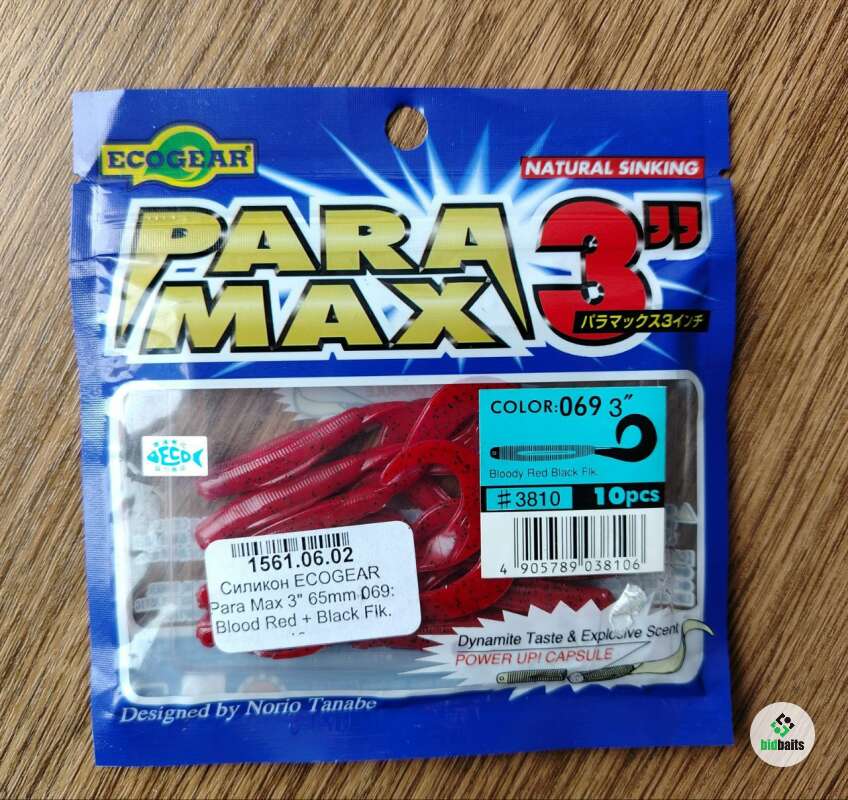 ECOGEAR
NATURAL SINKING
PARA
MAX
3"
パラマックス3インチ
COLOR:069 3"
Bloody Red Black Flk.
#3810 10pcs
4 905789 038106
ECO
1561.06.02
Силикон ECOGEAR
Para Max 3" 65mm 069:
Blood Red + Black Flk.
Dynamite Taste & Explosive Scent
POWER UP! CAPSULE
Designed by Norio Tanabe
bidbaits